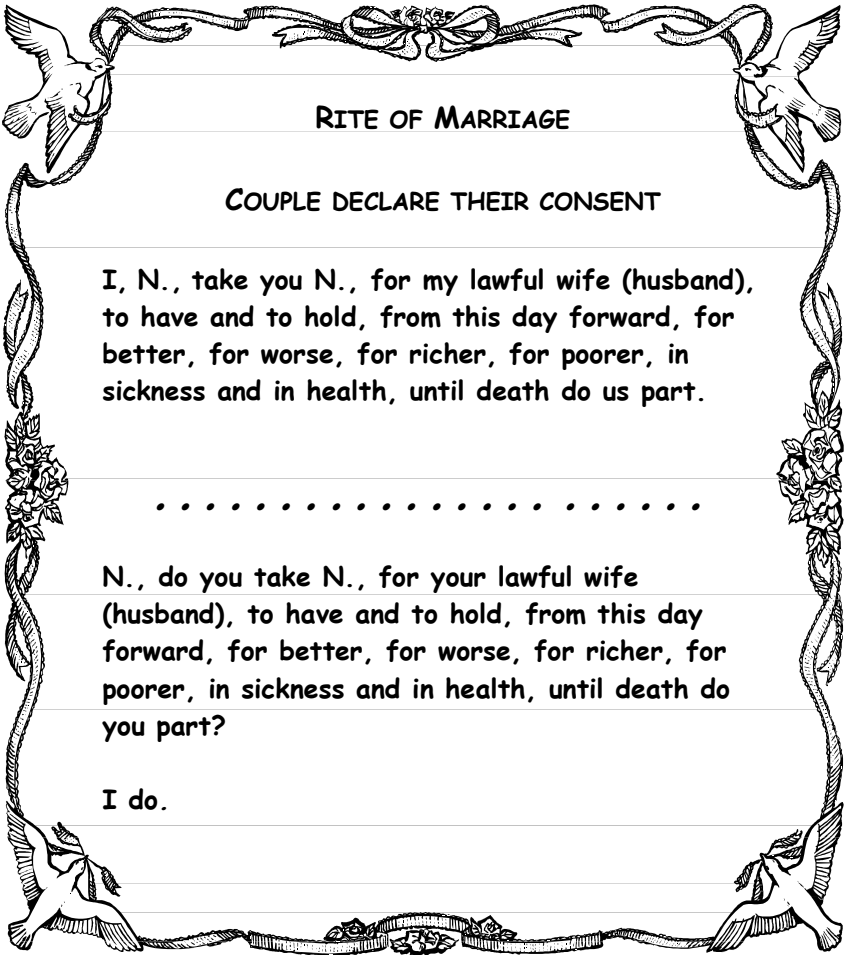 RITE OF MARRIAGE
COUPLE DECLARE THEIR CONSENT
I, N., take you N., for my lawful wife (husband),
to have and to hold, from this day forward, for
better, for worse, for richer, for poorer, in
sickness and in health, until death do us part.
. . . . . . . . . . . . . . . . . . . . . .
N., do you take N., for your lawful wife
(husband), to have and to hold, from this day
forward, for better, for worse, for richer, for
poorer, in sickness and in health, until death do
you part?
I do.